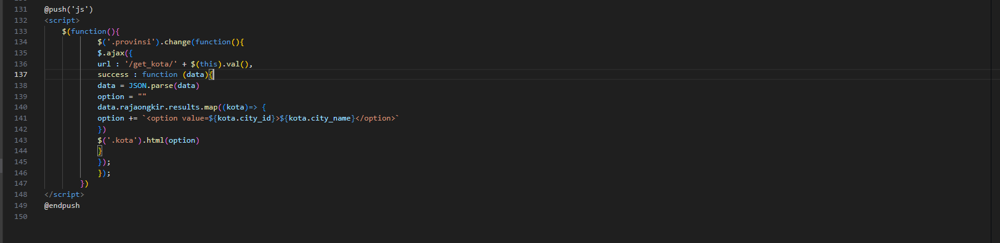 131 @push('js')
132 <script>
133 $(function(){
134 $('.provinsi').change(function(){
135 $.ajax({
136 url : '/get_kota/' + $(this).val(),
137 success : function (data){
138 data = JSON.parse(data)
139 option = ""
140 data.rajaongkir.results.map((kota)=> {
141 option += `<option value=${kota.city_id}>${kota.city_name}</option>`
142 })
143 $('.kota').html(option)
144 }
145 });
146 });
147 })
148 </script>
149 @endpush
150